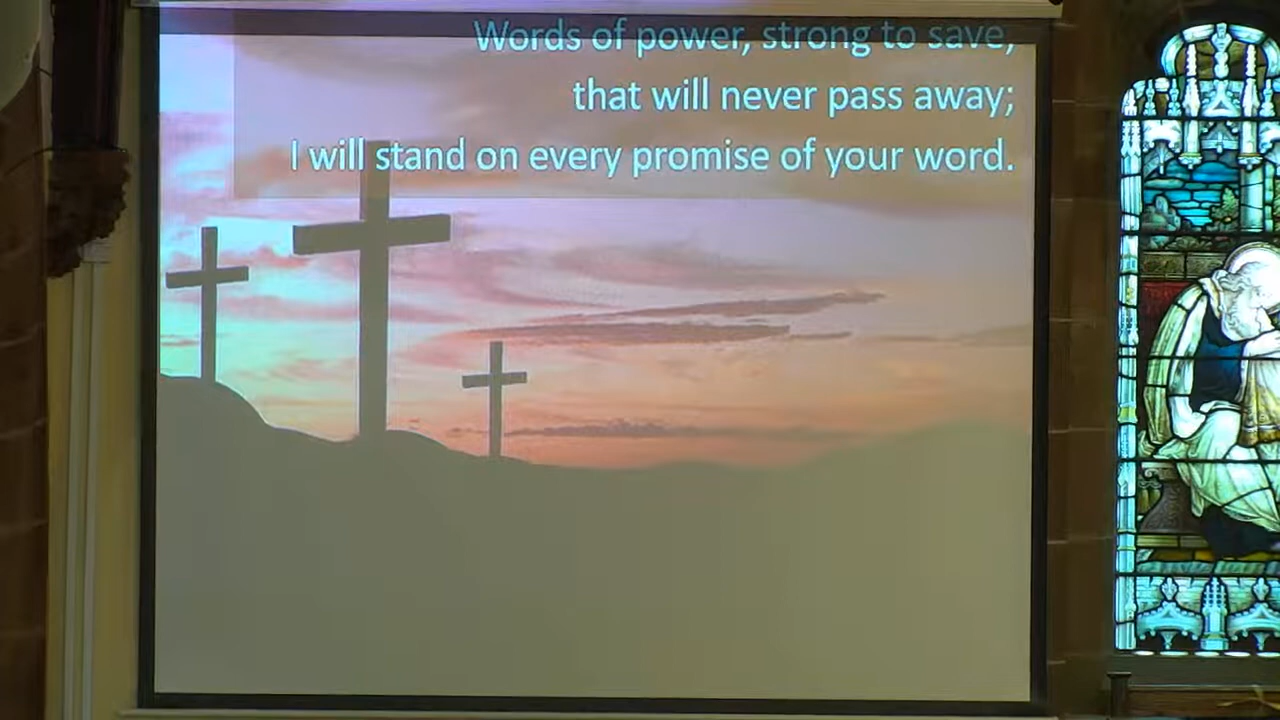 Words of power, strong to save,
that will never pass away;
I will stand on every promise of your word.